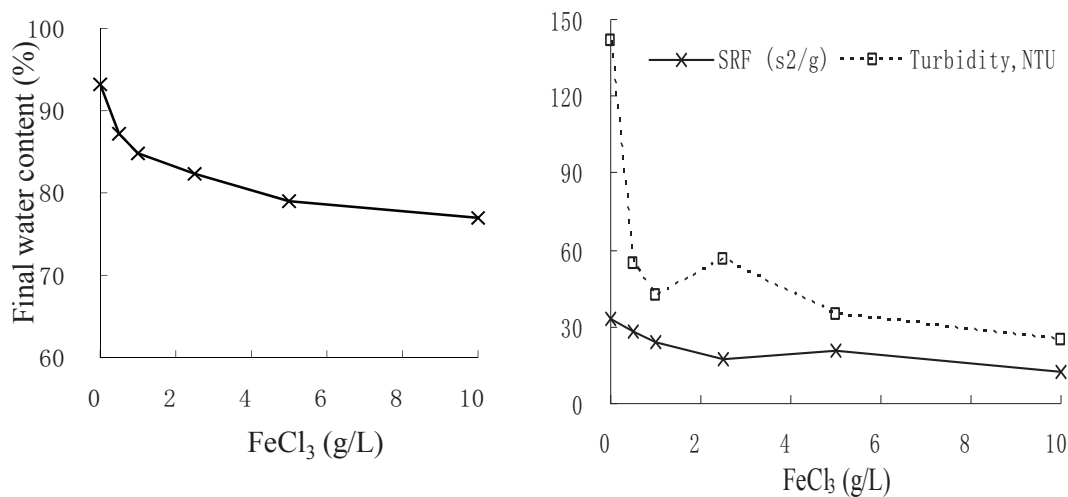 Final water content (%)
100
90
80
70
60
0 2 4 6 8 10
FeCl₃ (g/L)
SRF (s2/g) Turbidity,NTU
150
120
90
60
30
0
0 2 4 6 8 10
FeCl₃ (g/L)